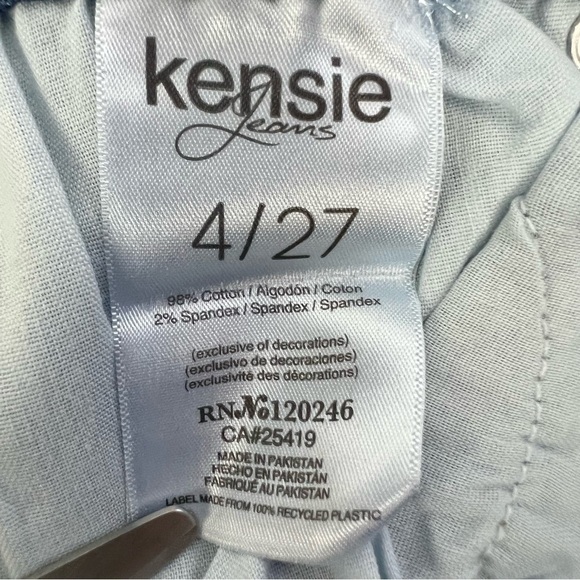 kensie
Jeans
4/27
98% Cotton / Algodón / Coton
2% Spandex / Spandex / Spandex
(exclusive of decorations)
(exclusivo de decoraciones)
(exclusivité des décorations)
RN№120246
CA#25419
MADE IN PAKISTAN
HECHO EN PAKISTAN
FABRIQUÉ AU PAKISTAN
LABEL MADE FROM 100% RECYCLED PLASTIC